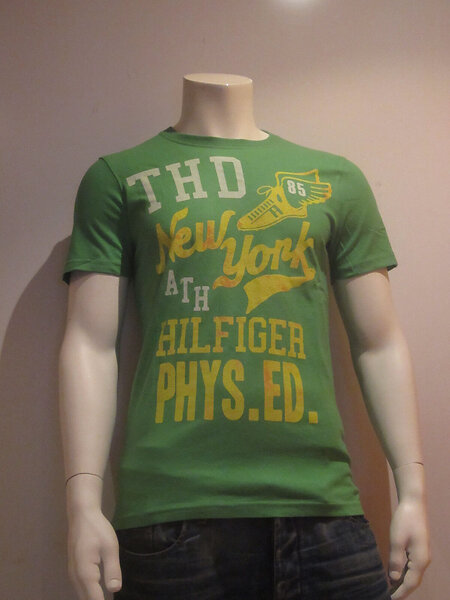 THD
85
New York
ATH
HILFIGER
PHYS.ED.